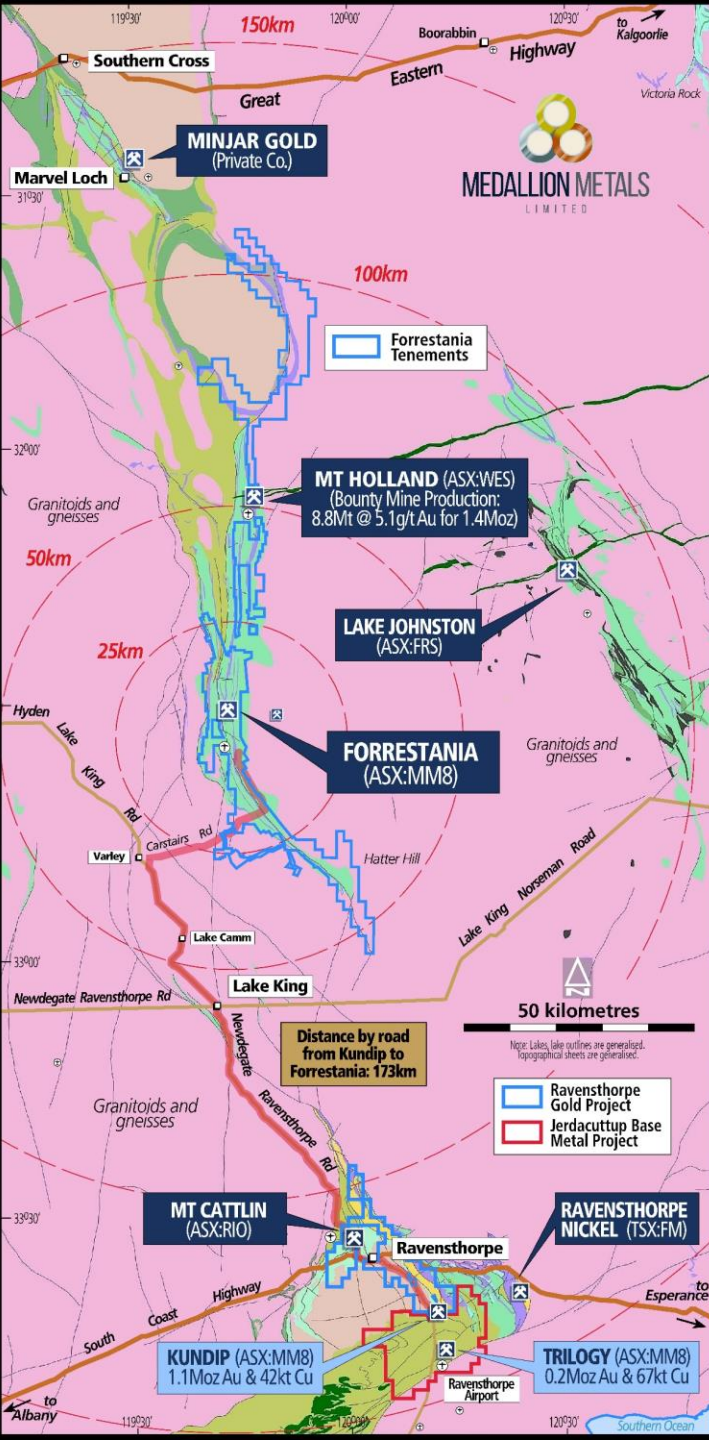 119°30'
120°00'
120°30'
150km
to
Kalgoorlie
Boorabbin
Southern Cross
Great Eastern Highway
Victoria Rock
MINJAR GOLD
(Private Co.)
MEDALLION METALS
LIMITED
Marvel Loch
31°30'
100km
Forrestania
Tenements
32°00'
MT HOLLAND (ASX:WES)
(Bounty Mine Production:
8.8Mt @ 5.1g/t Au for 1.4Moz)
Granitoids and
gneisses
50km
LAKE JOHNSTON
(ASX:FRS)
25km
Hyden Lake King Rd
FORRESTANIA
(ASX:MM8)
Granitoids and
gneisses
Carstairs Rd
Varley
Hatter Hill
Lake King Norseman Road
Lake Camm
33°00'
Lake King
Newdegate Ravensthorpe Rd
N
50 kilometres
Note: Lakes, lake outlines are generalised.
Topographical sheets are generalised.
Distance by road
from Kundip to
Forrestania: 173km
Newdegate Ravensthorpe Rd
Ravensthorpe
Gold Project
Jerdacuttup Base
Metal Project
Granitoids and
gneisses
MT CATTLIN
(ASX:RIO)
RAVENSTHORPE
NICKEL (TSX:FM)
33°30'
Ravensthorpe
to
Esperance
South Coast Highway
KUNDIP (ASX:MM8)
1.1Moz Au & 42kt Cu
TRILOGY (ASX:MM8)
0.2Moz Au & 67kt Cu
Ravensthorpe
Airport
to
Albany
119°30'
120°00'
120°30'
Southern Ocean